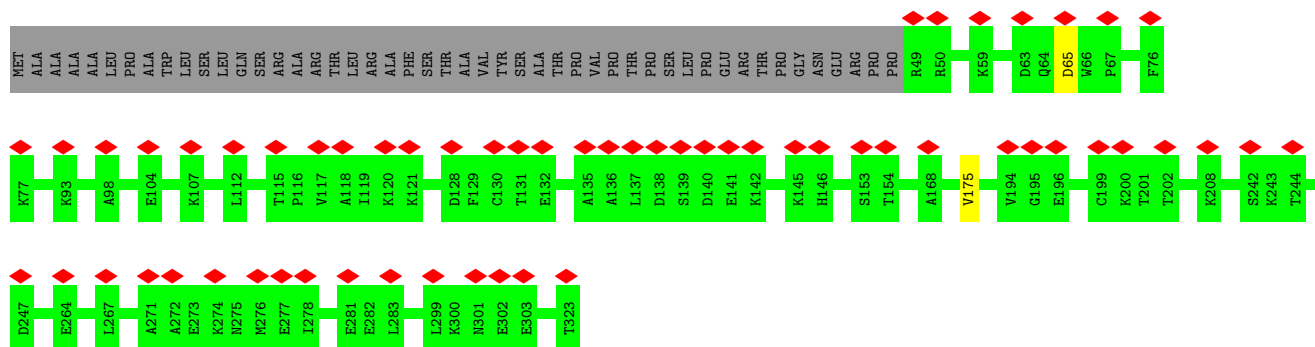 MET ALA ALA ALA ALA LEU PRO ALA TRP LEU SER LEU GLN SER ARG ALA ARG THR LEU ARG ALA PHE SER THR ALA VAL TYR SER ALA THR PRO VAL PRO THR PRO SER LEU PRO GLU ARG THR PRO GLY ASN GLU ARG PRO PRO R49 R50 K59 D63 Q64 D65 W66 P67 F76
K77 K93 A98 E104 K107 L112 T115 P116 V117 A118 I119 K120 K121 D128 F129 C130 T131 E132 A135 A136 L137 D138 S139 D140 E141 K142 K145 H146 S153 T154 A168 V175 V194 G195 E196 C199 K200 T201 T202 K208 S242 K243 T244
D247 E264 L267 A271 A272 E273 K274 N275 M276 E277 I278 E281 E282 L283 L299 K300 N301 E302 E303 T323